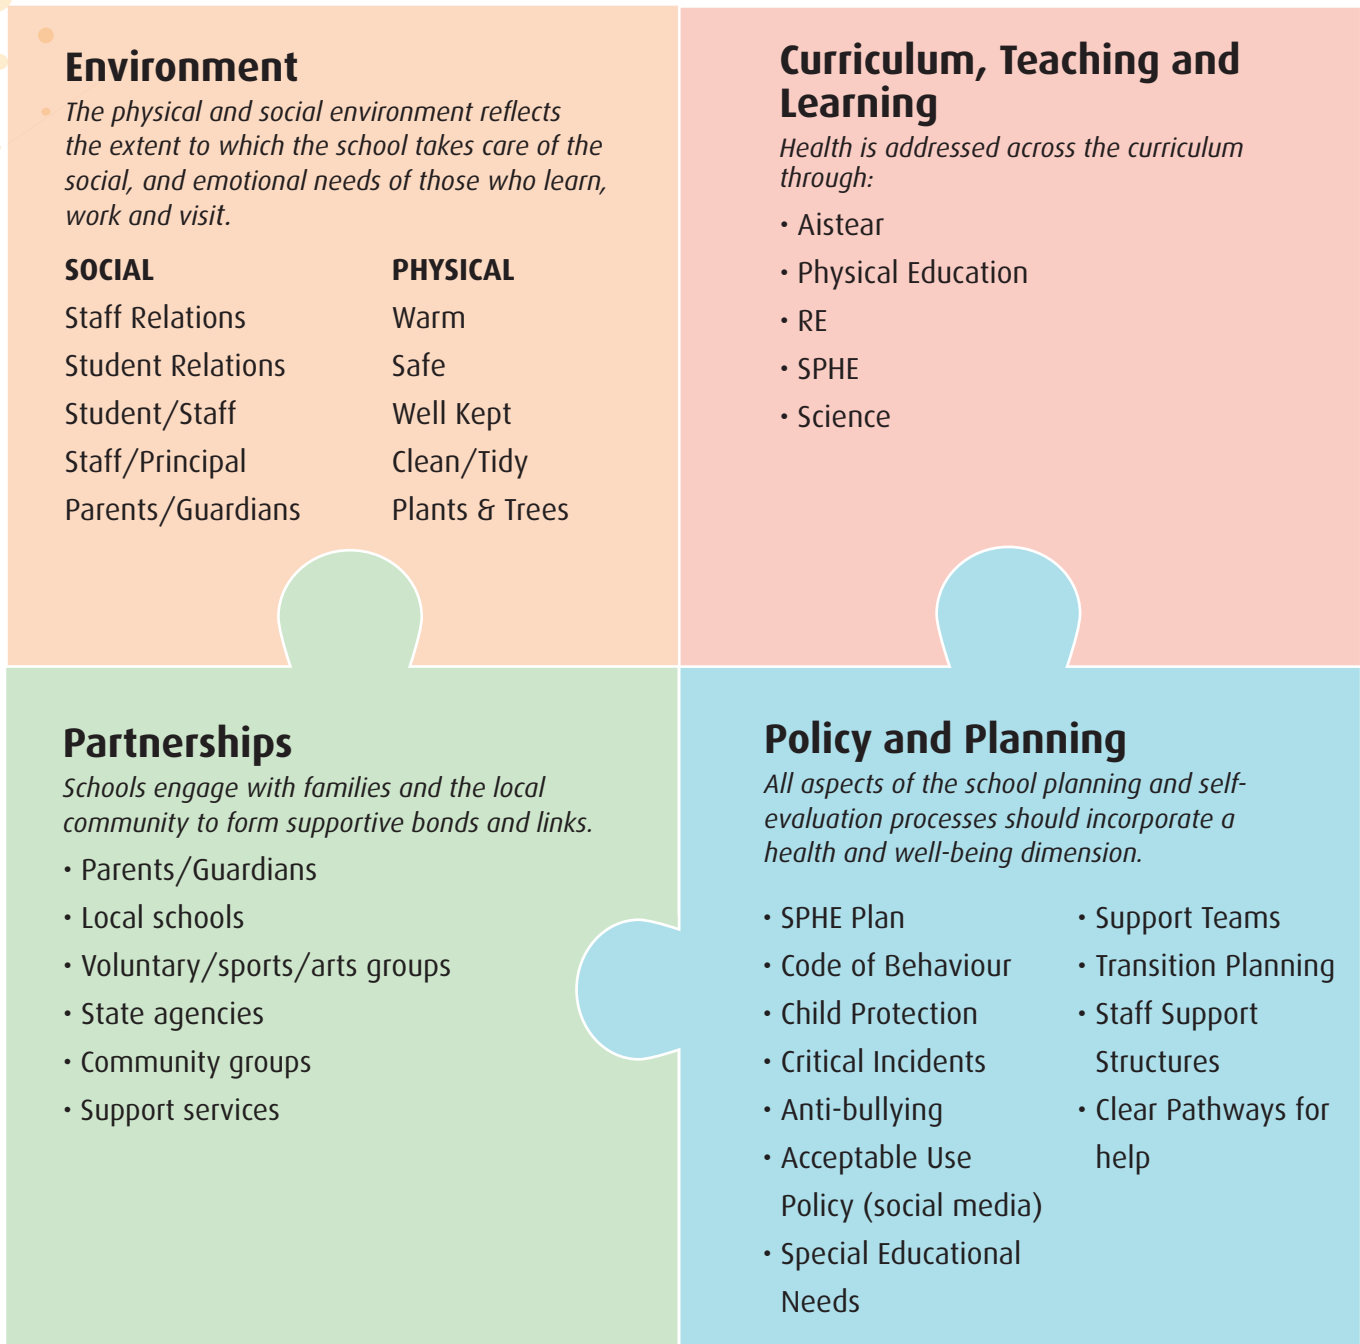 Environment
The physical and social environment reflects
the extent to which the school takes care of the
social, and emotional needs of those who learn,
work and visit.
SOCIAL
Staff Relations
Student Relations
Student/Staff
Staff/Principal
Parents/Guardians
PHYSICAL
Warm
Safe
Well Kept
Clean/Tidy
Plants & Trees
Curriculum, Teaching and
Learning
Health is addressed across the curriculum
through:
• Aistear
• Physical Education
• RE
• SPHE
• Science
Partnerships
Schools engage with families and the local
community to form supportive bonds and links.
• Parents/Guardians
• Local schools
• Voluntary/sports/arts groups
• State agencies
• Community groups
• Support services
Policy and Planning
All aspects of the school planning and self-
evaluation processes should incorporate a
health and well-being dimension.
• SPHE Plan
• Code of Behaviour
• Child Protection
• Critical Incidents
• Anti-bullying
• Acceptable Use
Policy (social media)
• Special Educational
Needs
• Support Teams
• Transition Planning
• Staff Support
Structures
• Clear Pathways for
help